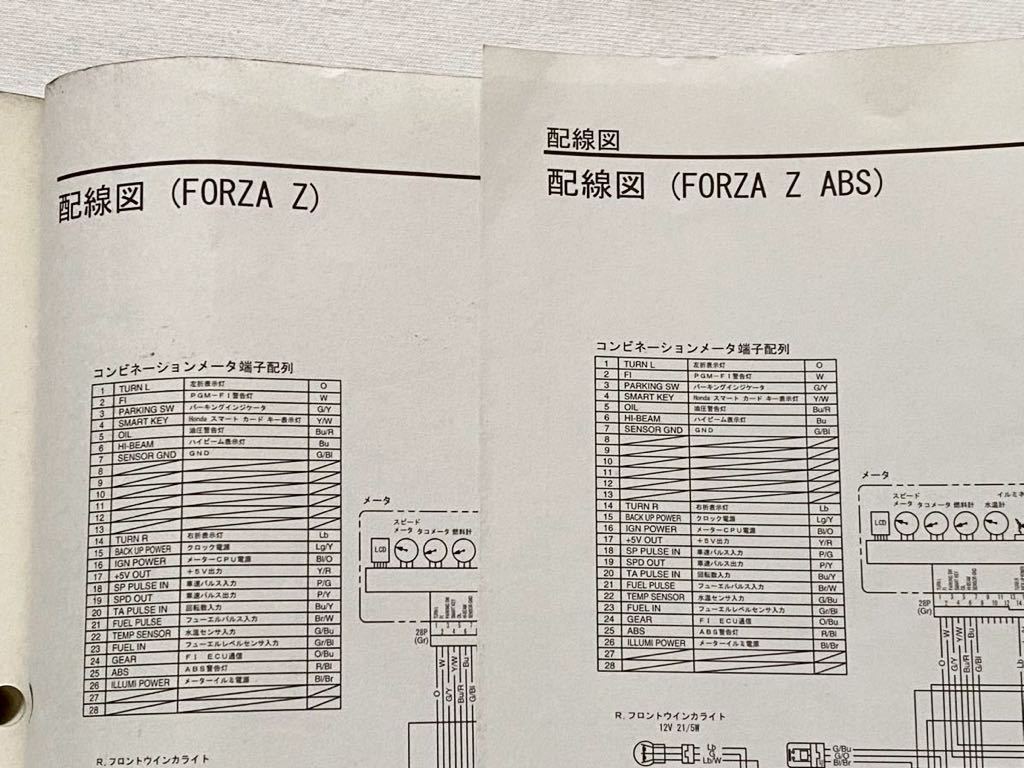 配線図 (FORZA Z)
コンビネーションメータ端子配列
1 TURN L 左折表示灯 O
2 FI PGM-FI警告灯 W
3 PARKING SW パーキングインジケータ G/Y
4 SMART KEY Honda スマート カード キー表示灯 Y/W
5 OIL 油圧警告灯 Bu/R
6 HI-BEAM ハイビーム表示灯 Bu
7 SENSOR GND GND G/Bl
8
9
10
11
12
13
14 TURN R 右折表示灯 Lb
15 BACK UP POWER クロック電源 Lg/Y
16 IGN POWER メーターCPU電源 Bl/O
17 +5V OUT +5V出力 Y/R
18 SP PULSE IN 車速パルス入力 P/G
19 SPD OUT 車速パルス出力 P/Y
20 TA PULSE IN 回転数入力 Bu/Y
21 FUEL PULSE フューエルパルス入力 Br/W
22 TEMP SENSOR 水温センサ入力 G/Bu
23 FUEL IN フューエルレベルセンサ入力 Gr/Bl
24 GEAR FI ECU通信 O/Bu
25 ABS ABS警告灯 R/Bl
26 ILLUMI POWER メーターイルミ電源 Bl/Br
27
28
メータ
スピード
メータ タコメータ 燃料計
LCD
28P
(Gr)
O
W
G/Y
Y/W
Bu/R
Bu
G/Bl
R.フロントウインカライト
配線図
配線図 (FORZA Z ABS)
コンビネーションメータ端子配列
1 TURN L 左折表示灯 O
2 FI PGM-FI警告灯 W
3 PARKING SW パーキングインジケータ G/Y
4 SMART KEY Honda スマート カード キー表示灯 Y/W
5 OIL 油圧警告灯 Bu/R
6 HI-BEAM ハイビーム表示灯 Bu
7 SENSOR GND GND G/Bl
8
9
10
11
12
13
14 TURN R 右折表示灯 Lb
15 BACK UP POWER クロック電源 Lg/Y
16 IGN POWER メーターCPU電源 Bl/O
17 +5V OUT +5V出力 Y/R
18 SP PULSE IN 車速パルス入力 P/G
19 SPD OUT 車速パルス出力 P/Y
20 TA PULSE IN 回転数入力 Bu/Y
21 FUEL PULSE フューエルパルス入力 Br/W
22 TEMP SENSOR 水温センサ入力 G/Bu
23 FUEL IN フューエルレベルセンサ入力 Gr/Bl
24 GEAR FI ECU通信 O/Bu
25 ABS ABS警告灯 R/Bl
26 ILLUMI POWER メーターイルミ電源 Bl/Br
27
28
メータ
スピード イルミネ
メータ タコメータ 燃料計 水温計
LCD
28P
(Gr)
O
W
G/Y
Y/W
Bu/R
Bu
G/Bl
R.フロントウインカライト
12V 21/5W
Lb
G
Lb/W
G/Bu
G/O
Bl/Br